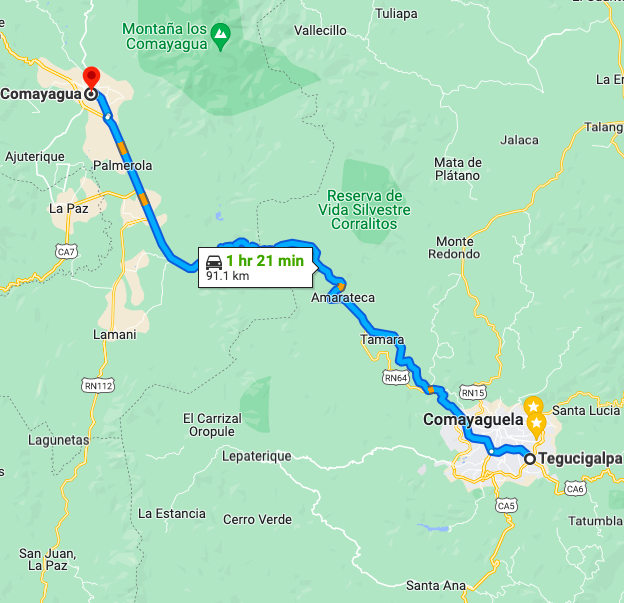 Tuliapa
Montaña los
Comayagua
Vallecillo
Comayagua
La
Talang
Ajuterique
Palmerola
Jalaca
Mata de
Plátano
La Paz
Reserva de
Vida Silvestre
Corralitos
CA7
Monte
Redondo
1 hr 21 min
91.1 km
Amarateca
Lamani
Tamara
RN64
RN112
RN15
Comayaguela
Santa Lucia
El Carrizal
Oropule
Lagunetas
Lepaterique
Tegucigalpa
CA6
CA5
La Estancia
Cerro Verde
Tatumbla
San Juan,
La Paz
Santa Ana